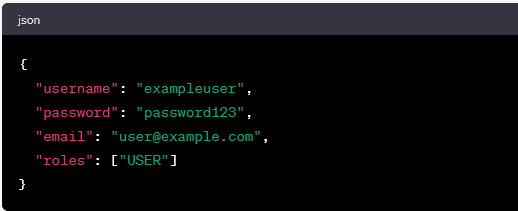 json
{
  "username": "exampleuser",
  "password": "password123",
  "email": "user@example.com",
  "roles": ["USER"]
}